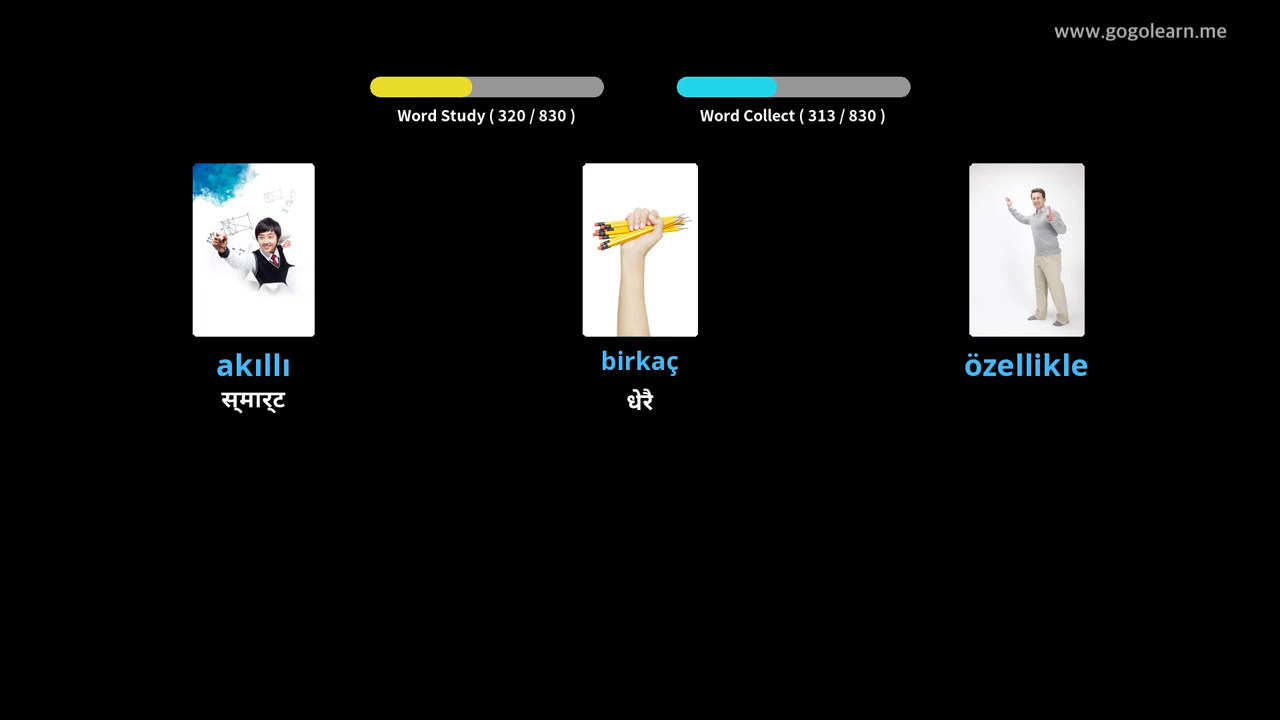 www.gogolearn.me
Word Study ( 320 / 830 )
Word Collect ( 313 / 830 )
akıllı
birkaç
özellikle
स्‌मार्‌ट
धेरै